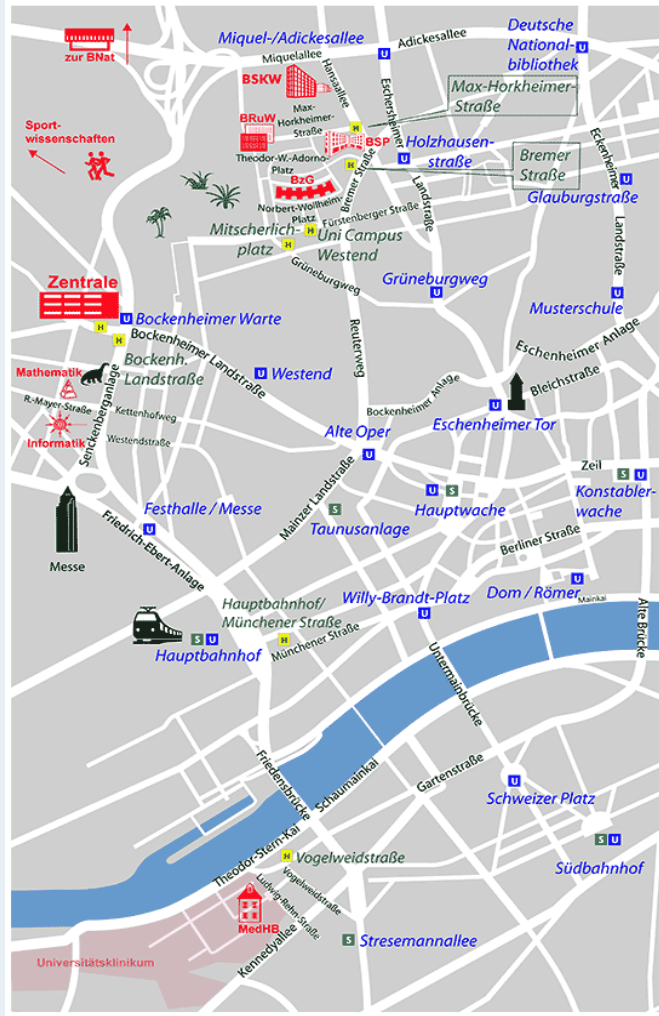 zur BNat
Miquel-/Adickesallee
Deutsche
National-
bibliothek
Adickesallee
Miquelallee
BSKW
Hansaallee
Eschersheimer
Landstraße
Max-Horkheimer-
Straße
Max-
Horkheimer-
Straße
BRuW
BSP
Sport-
wissenschaften
Holzhausen-
straße
Bremer
Straße
Eckenheimer
Landstraße
Theodor-W.-Adorno-
Platz
BzG
Bremer Straße
Glauburgstraße
Norbert-Wollheim-
Platz
Fürstenberger Straße
Mitscherlich-
platz
Uni Campus
Westend
Grüneburgweg
Grüneburgweg
Zentrale
Musterschule
Bockenheimer Warte
Reuterweg
Bockenheimer Landstraße
Eschenheimer Anlage
Bockenh.
Landstraße
Mathematik
Westend
Bleichstraße
R.-Mayer-Straße
Kettenhofweg
Bockenheimer Anlage
Informatik
Westendstraße
Senckenberganlage
Eschenheimer Tor
Alte Oper
Zeil
Mainzer Landstraße
Konstabler-
wache
Festhalle / Messe
Taunusanlage
Hauptwache
Friedrich-Ebert-Anlage
Berliner Straße
Messe
Dom / Römer
Willy-Brandt-Platz
Mainkai
Hauptbahnhof/
Münchener Straße
Alte Brücke
Münchener Straße
Hauptbahnhof
Untermainbrücke
Friedensbrücke
Schaumainkai
Gartenstraße
Schweizer Platz
Theodor-Stern-Kai
Vogelweidstraße
Südbahnhof
Vogelweidstraße
Ludwig-Rehn-Straße
MedHB
Kennedyallee
Stresemannallee
Universitätsklinikum